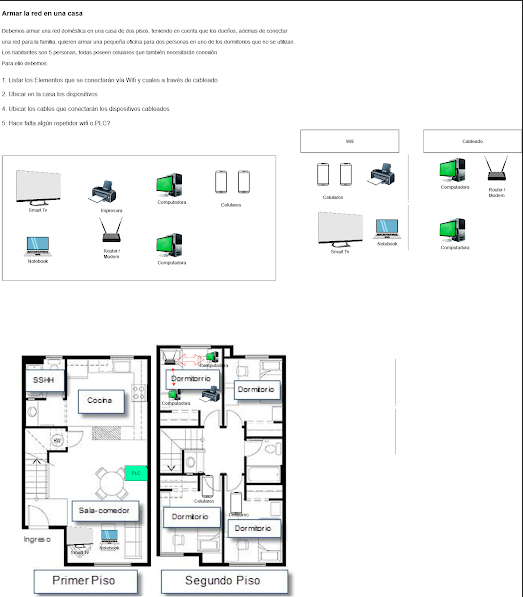 Armar la red en una casa
Debemos armar una red doméstica en una casa de dos pisos, teniendo en cuenta que los dueños, ademas de conectar
una red para la familia, quieren armar una pequeña oficina para dos personas en uno de los dormitorios que no se utilizan.
Los habitantes son 5 personas, todas poseen celulares que también necesitarán conexión.
Para ello debemos:
1. Listar los Elementos que se conectarán vía Wifi y cuales a través de cableado
2. Ubicar en la casa los dispositivos
4. Ubicar los cables que conectarán los dispositivos cableados
5. Hace falta algún repetidor wifi o PLC?
Wifi
Cableado
Smart Tv
Impresora
Computadora
Celulares
Notebook
Router /
Modem
Computadora
Celulares
Computadora
Router /
Modem
Smart Tv
Notebook
Computadora
SSHH
Cocina
PLC
Sala-comedor
Ingreso
Smart TV
Notebook
Primer Piso
Computadora
Dormitorio
Computadora
Dormitorio
Celulares
Dormitorio
Celulares
Dormitorio
Segundo Piso